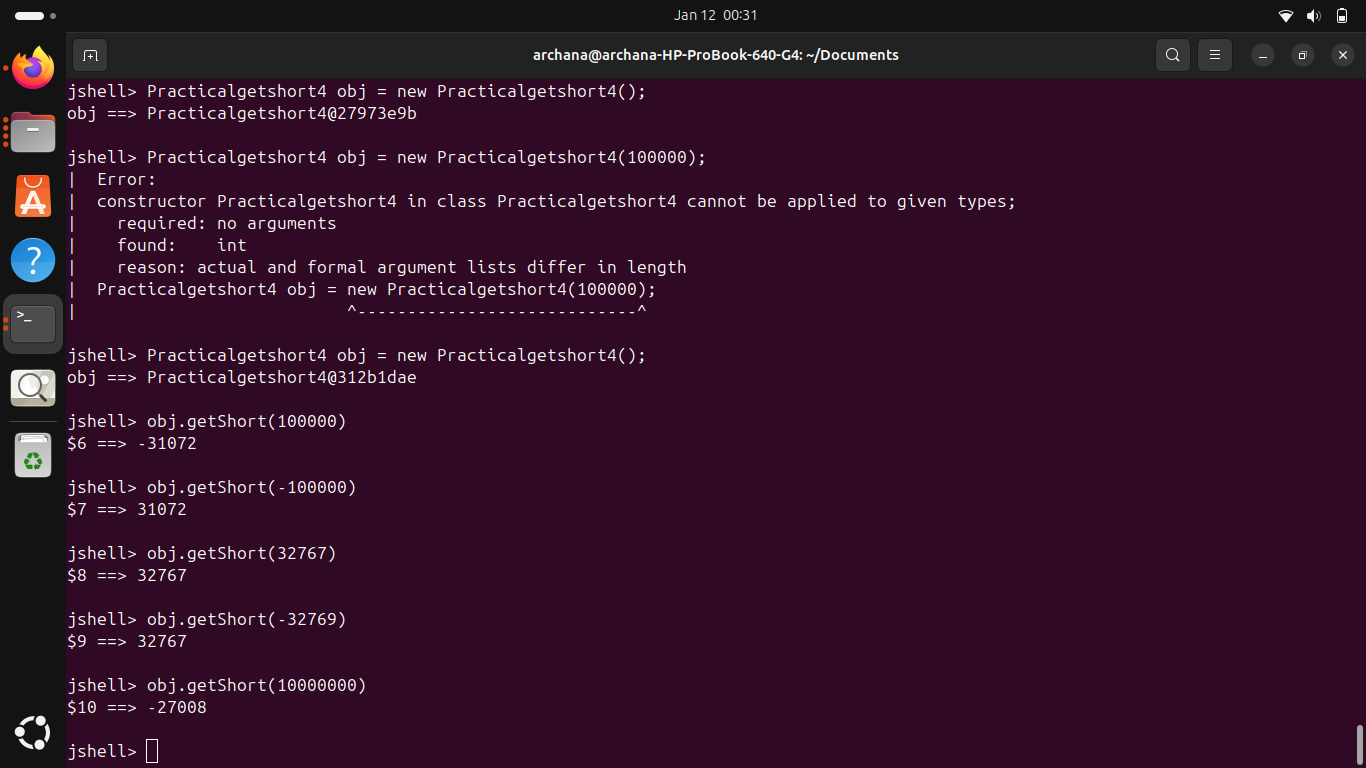 Jan 12  00:31
archana@archana-HP-ProBook-640-G4: ~/Documents
jshell> Practicalgetshort4 obj = new Practicalgetshort4();
obj ==> Practicalgetshort4@27973e9b
jshell> Practicalgetshort4 obj = new Practicalgetshort4(100000);
|  Error:
|  constructor Practicalgetshort4 in class Practicalgetshort4 cannot be applied to given types;
|    required: no arguments
|    found:    int
|    reason: actual and formal argument lists differ in length
|  Practicalgetshort4 obj = new Practicalgetshort4(100000);
|                           ^----------------------------^
jshell> Practicalgetshort4 obj = new Practicalgetshort4();
obj ==> Practicalgetshort4@312b1dae
jshell> obj.getShort(100000)
$6 ==> -31072
jshell> obj.getShort(-100000)
$7 ==> 31072
jshell> obj.getShort(32767)
$8 ==> 32767
jshell> obj.getShort(-32769)
$9 ==> 32767
jshell> obj.getShort(10000000)
$10 ==> -27008
jshell>